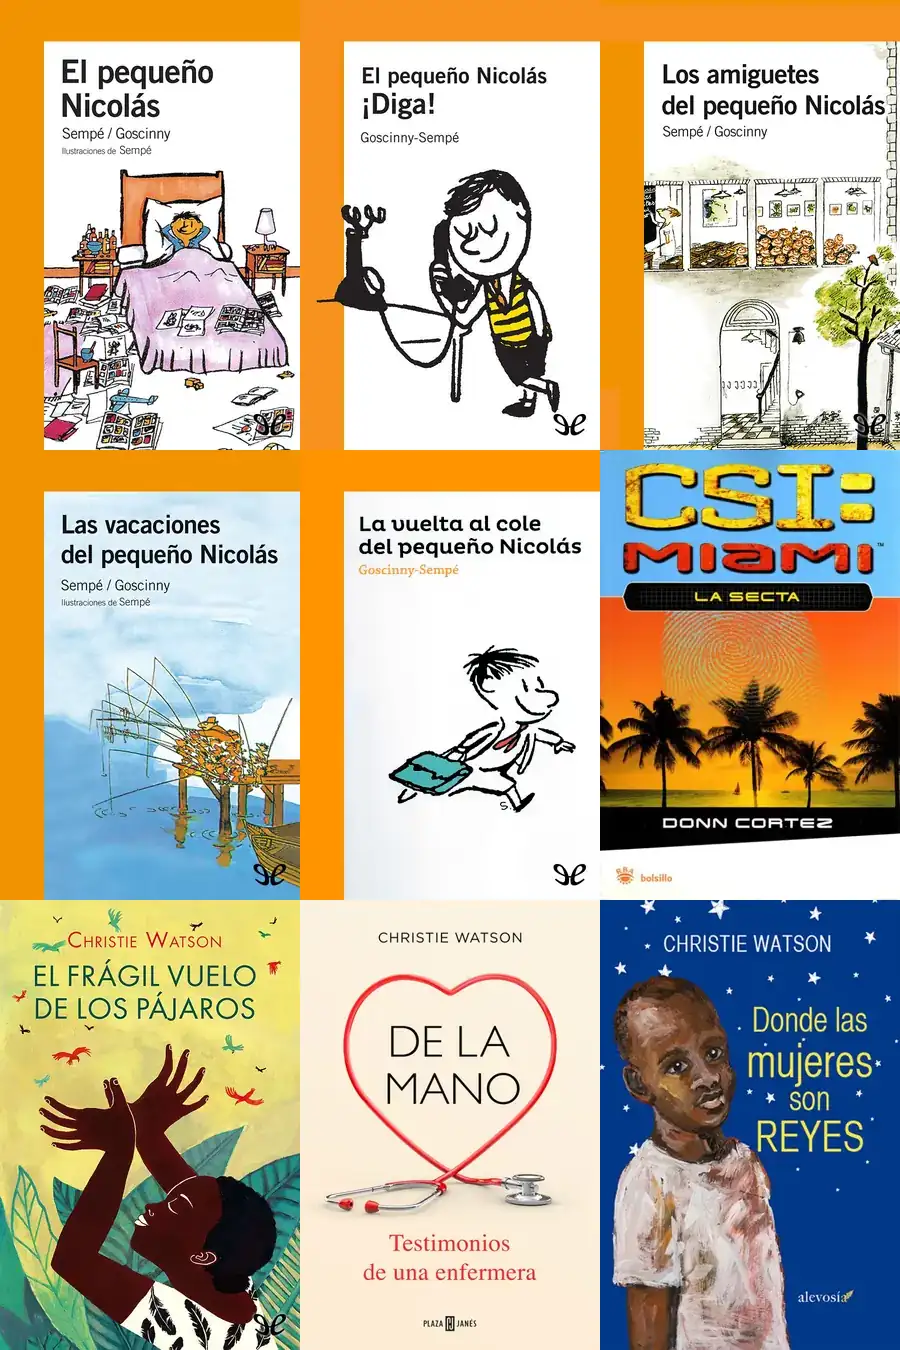 El pequeño
Nicolás
Sempé / Goscinny
Ilustraciones de Sempé
El pequeño Nicolás
¡Diga!
Goscinny-Sempé
Los amiguetes
del pequeño Nicolás
Sempé / Goscinny
Las vacaciones
del pequeño Nicolás
Sempé / Goscinny
Ilustraciones de Sempé
La vuelta al cole
del pequeño Nicolás
Goscinny-Sempé
CSI:
MIAMI™
LA SECTA
DONN CORTEZ
RBA bolsillo
CHRISTIE WATSON
EL FRÁGIL VUELO
DE LOS PÁJAROS
CHRISTIE WATSON
DE LA
MANO
Testimonios
de una enfermera
PLAZA JANÉS
CHRISTIE WATSON
Donde las
mujeres
son
REYES
alevosía